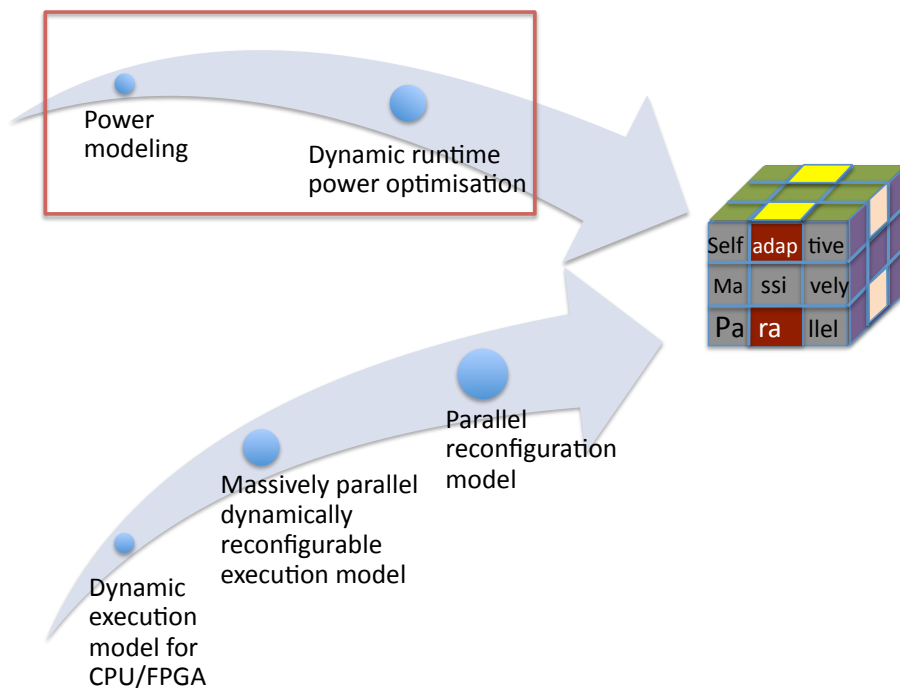 Power
modeling
Dynamic runtime
power optimisation
Self adap tive
Ma ssi vely
Pa ra llel
Parallel
reconfiguration
model
Massively parallel
dynamically
reconfigurable
execution model
Dynamic
execution
model for
CPU/FPGA